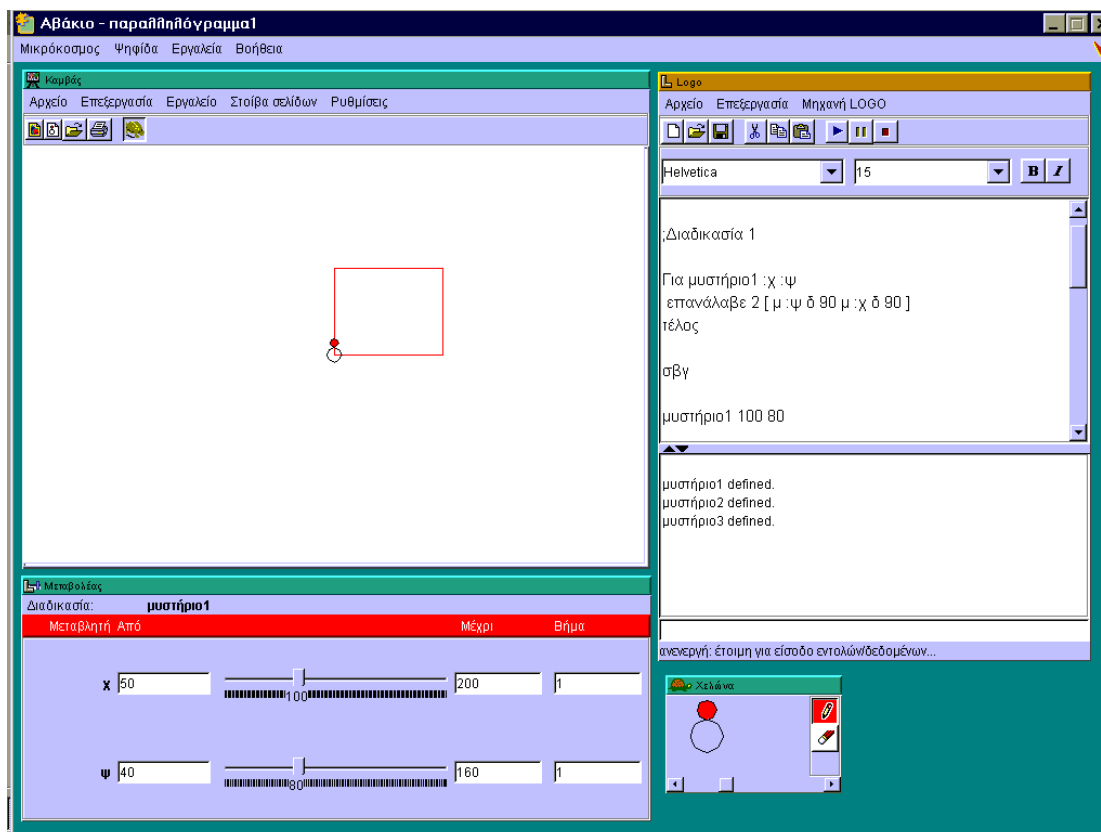 Αβάκιο - παραλληλόγραμμα1
Μικρόκοσμος Ψηφίδα Εργαλεία Βοήθεια
Καμβάς
Αρχείο Επεξεργασία Εργαλείο Στοίβα σελίδων Ρυθμίσεις
Logo
Αρχείο Επεξεργασία Μηχανή LOGO
Helvetica 15 B I
;Διαδικασία 1
Για μυστήριο1 :χ :ψ
επανάλαβε 2 [ μ :ψ δ 90 μ :χ δ 90 ]
τέλος
σβγ
μυστήριο1 100 80
μυστήριο1 defined.
μυστήριο2 defined.
μυστήριο3 defined.
ανενεργή: έτοιμη για είσοδο εντολών/δεδομένων...
Μεταβολέας
Διαδικασία: μυστήριο1
Μεταβλητή Από Μέχρι Βήμα
χ 50 100 200 1
ψ 40 80 160 1
Χελώνα